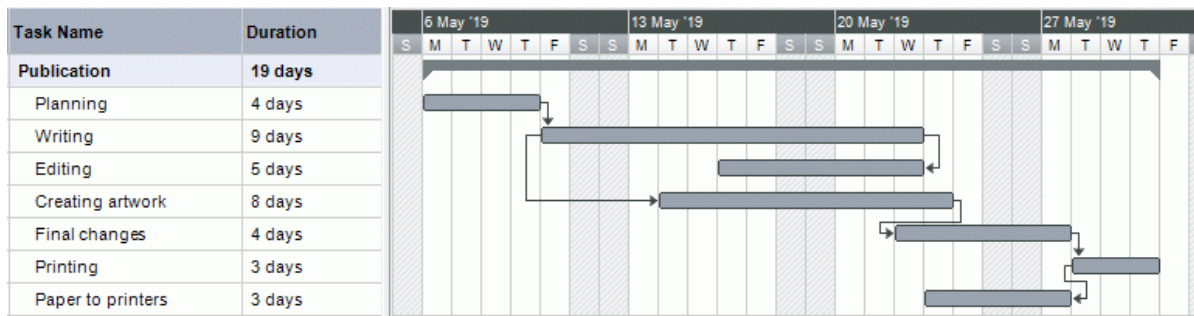 Task Name Duration 6 May '19 13 May '19 20 May '19 27 May '19
S M T W T F S S M T W T F S S M T W T F S S M T W T F
Publication 19 days
Planning 4 days
Writing 9 days
Editing 5 days
Creating artwork 8 days
Final changes 4 days
Printing 3 days
Paper to printers 3 days